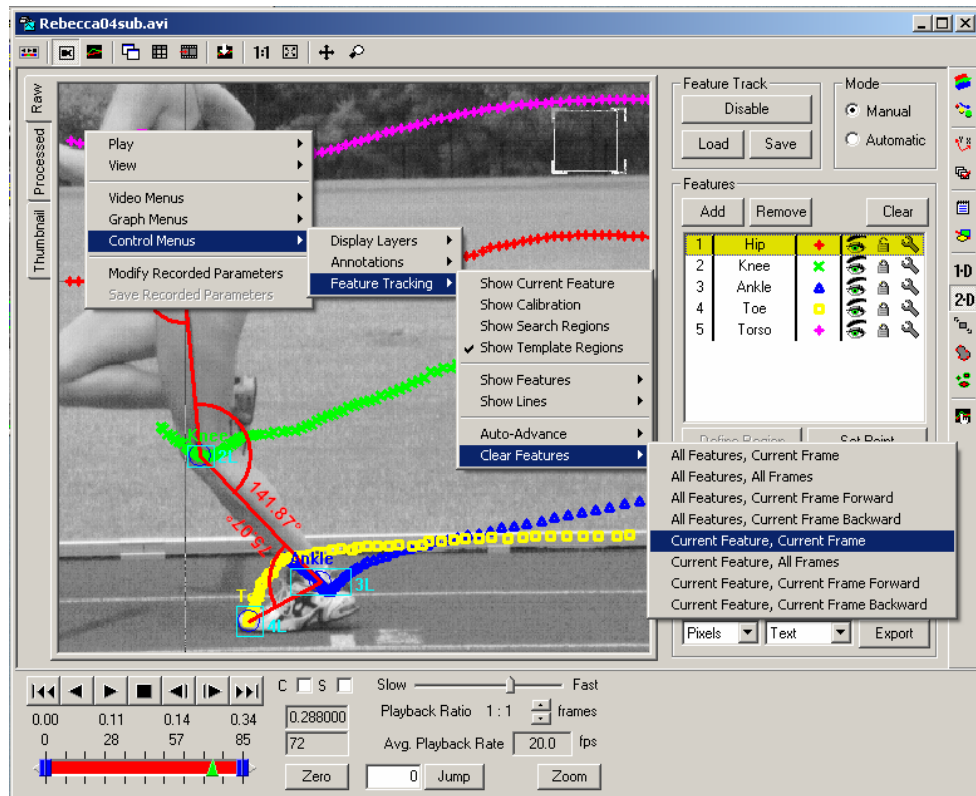 Rebecca04sub.avi
1:1
Raw
Processed
Thumbnail
Play
View
Video Menus
Graph Menus
Control Menus
Modify Recorded Parameters
Save Recorded Parameters
Display Layers
Annotations
Feature Tracking
Show Current Feature
Show Calibration
Show Search Regions
Show Template Regions
Show Features
Show Lines
Auto-Advance
Clear Features
All Features, Current Frame
All Features, All Frames
All Features, Current Frame Forward
All Features, Current Frame Backward
Current Feature, Current Frame
Current Feature, All Frames
Current Feature, Current Frame Forward
Current Feature, Current Frame Backward
Knee
2L
141.87°
75.07°
Ankle
3L
4L
Feature Track
Disable
Load Save
Mode
Manual
Automatic
Features
Add Remove Clear
1 Hip
2 Knee
3 Ankle
4 Toe
5 Torso
Define Region Set Point
Pixels Text Export
1-D
2-D
C S Slow Fast
0.00 0.11 0.14 0.34
0.288000
Playback Ratio 1 : 1 frames
0 28 57 85
72
Avg. Playback Rate 20.0 fps
Zero 0 Jump Zoom